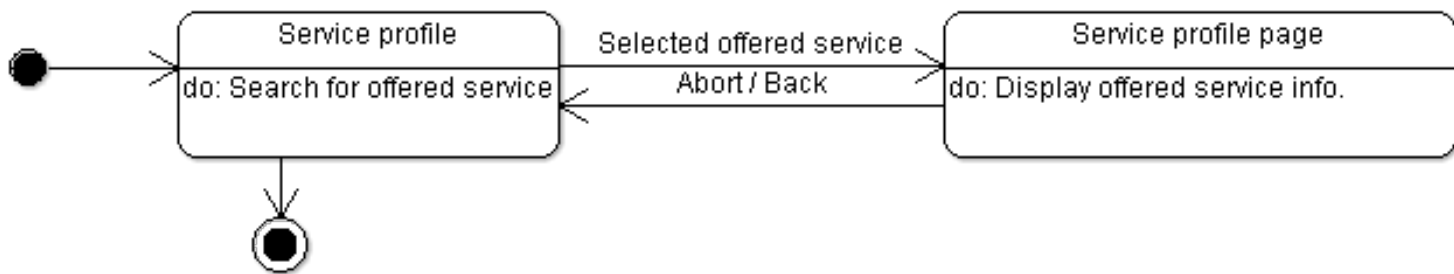 Service profile
do: Search for offered service
Selected offered service
Abort / Back
Service profile page
do: Display offered service info.